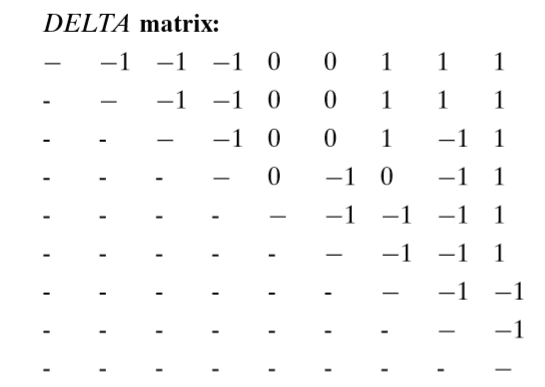 DELTA matrix:
– −1 −1 −1 0 0 1 1 1
- – −1 −1 0 0 1 1 1
- - – −1 0 0 1 −1 1
- - - – 0 −1 0 −1 1
- - - - – −1 −1 −1 1
- - - - - – −1 −1 1
- - - - - - – −1 −1
- - - - - - - – −1
- - - - - - - - –